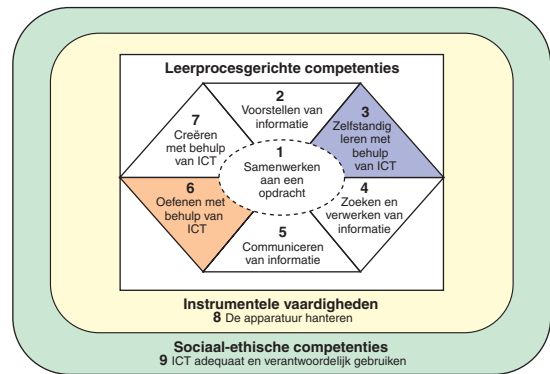 Leerprocesgerichte competenties
2
Voorstellen van
informatie
3
Zelfstandig
leren met
behulp
van ICT
7
Creëren
met behulp
van ICT
1
Samenwerken
aan een
opdracht
6
Oefenen met
behulp van
ICT
4
Zoeken en
verwerken van
informatie
5
Communiceren
van informatie
Instrumentele vaardigheden
8 De apparatuur hanteren
Sociaal-ethische competenties
9 ICT adequaat en verantwoordelijk gebruiken